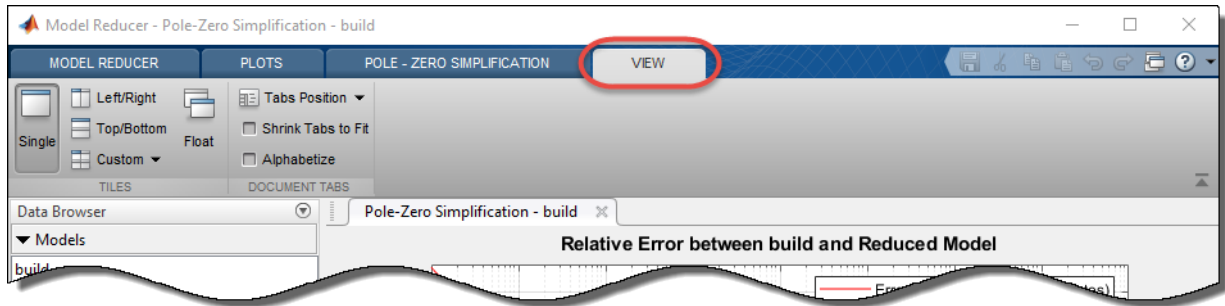 Model Reducer - Pole-Zero Simplification - build
MODEL REDUCER PLOTS POLE - ZERO SIMPLIFICATION VIEW
Single
Left/Right
Top/Bottom
Custom
Float
TILES
Tabs Position
Shrink Tabs to Fit
Alphabetize
DOCUMENT TABS
Data Browser
Models
build
Pole-Zero Simplification - build
Relative Error between build and Reduced Model